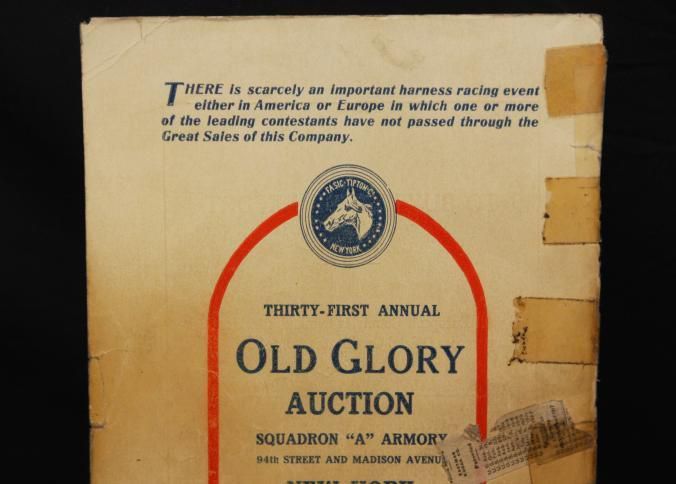 THERE is scarcely an important harness racing event
either in America or Europe in which one or more
of the leading contestants have not passed through the
Great Sales of this Company.
FASIG-TIPTON-CO
NEW YORK
THIRTY-FIRST ANNUAL
OLD GLORY
AUCTION
SQUADRON "A" ARMORY
94th STREET AND MADISON AVENUE
NEW YORK